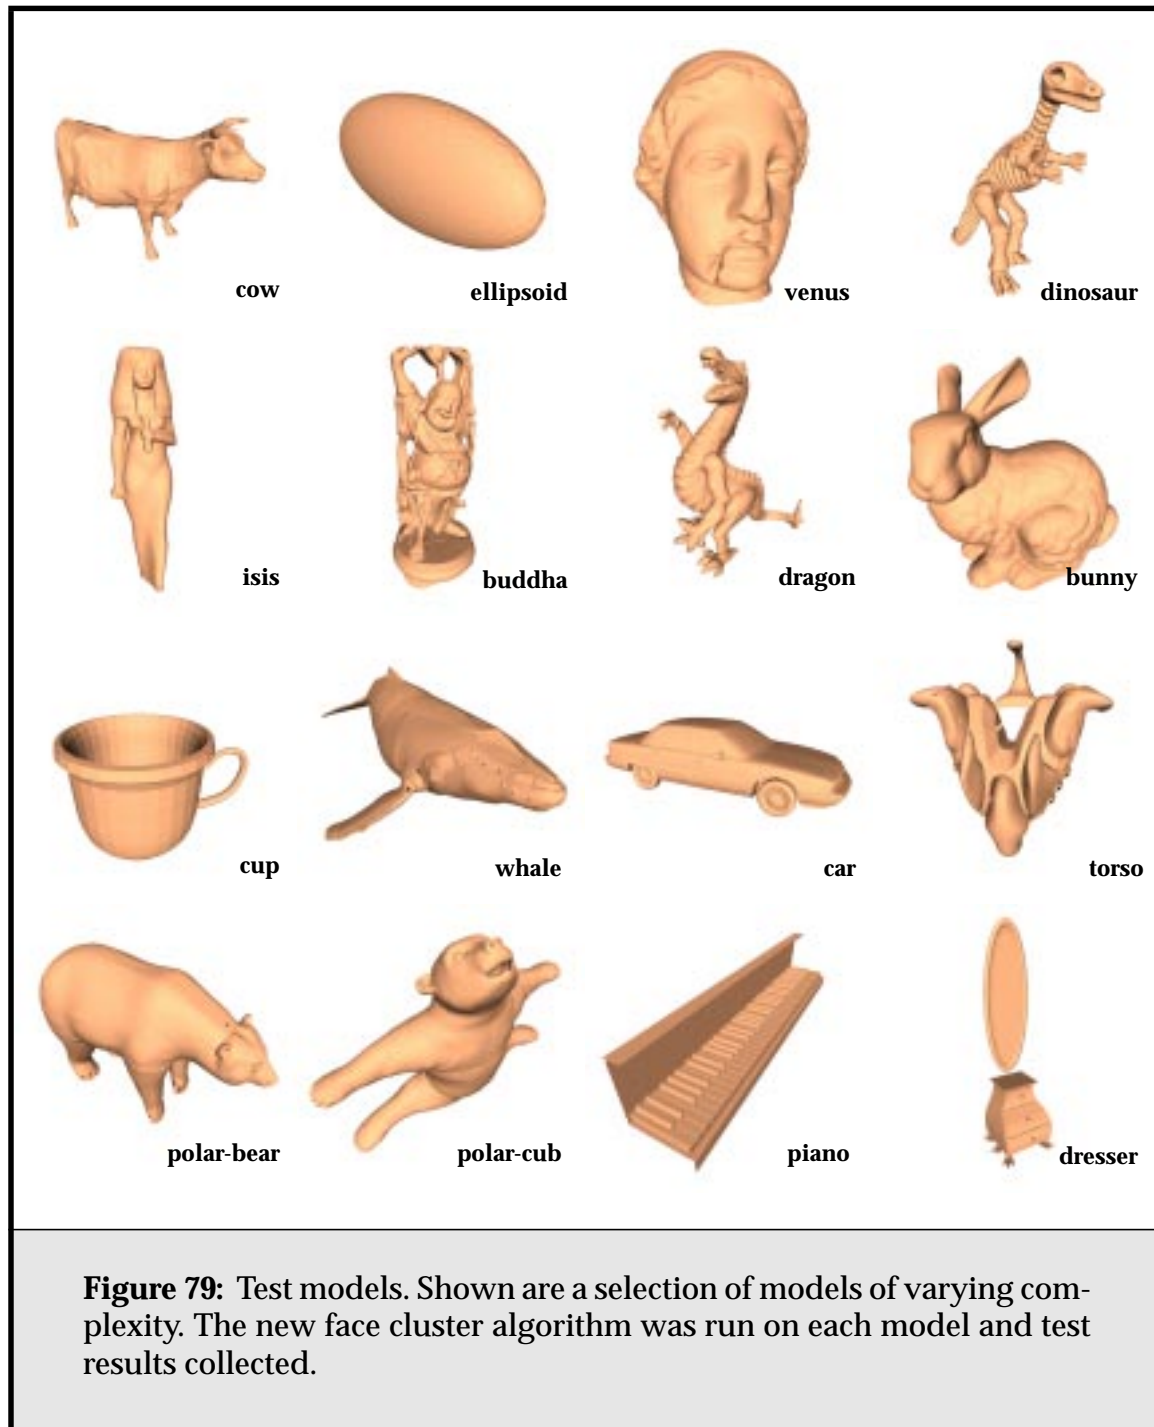 cow
ellipsoid
venus
dinosaur
isis
buddha
dragon
bunny
cup
whale
car
torso
polar-bear
polar-cub
piano
dresser
Figure 79: Test models. Shown are a selection of models of varying com-
plexity. The new face cluster algorithm was run on each model and test
results collected.